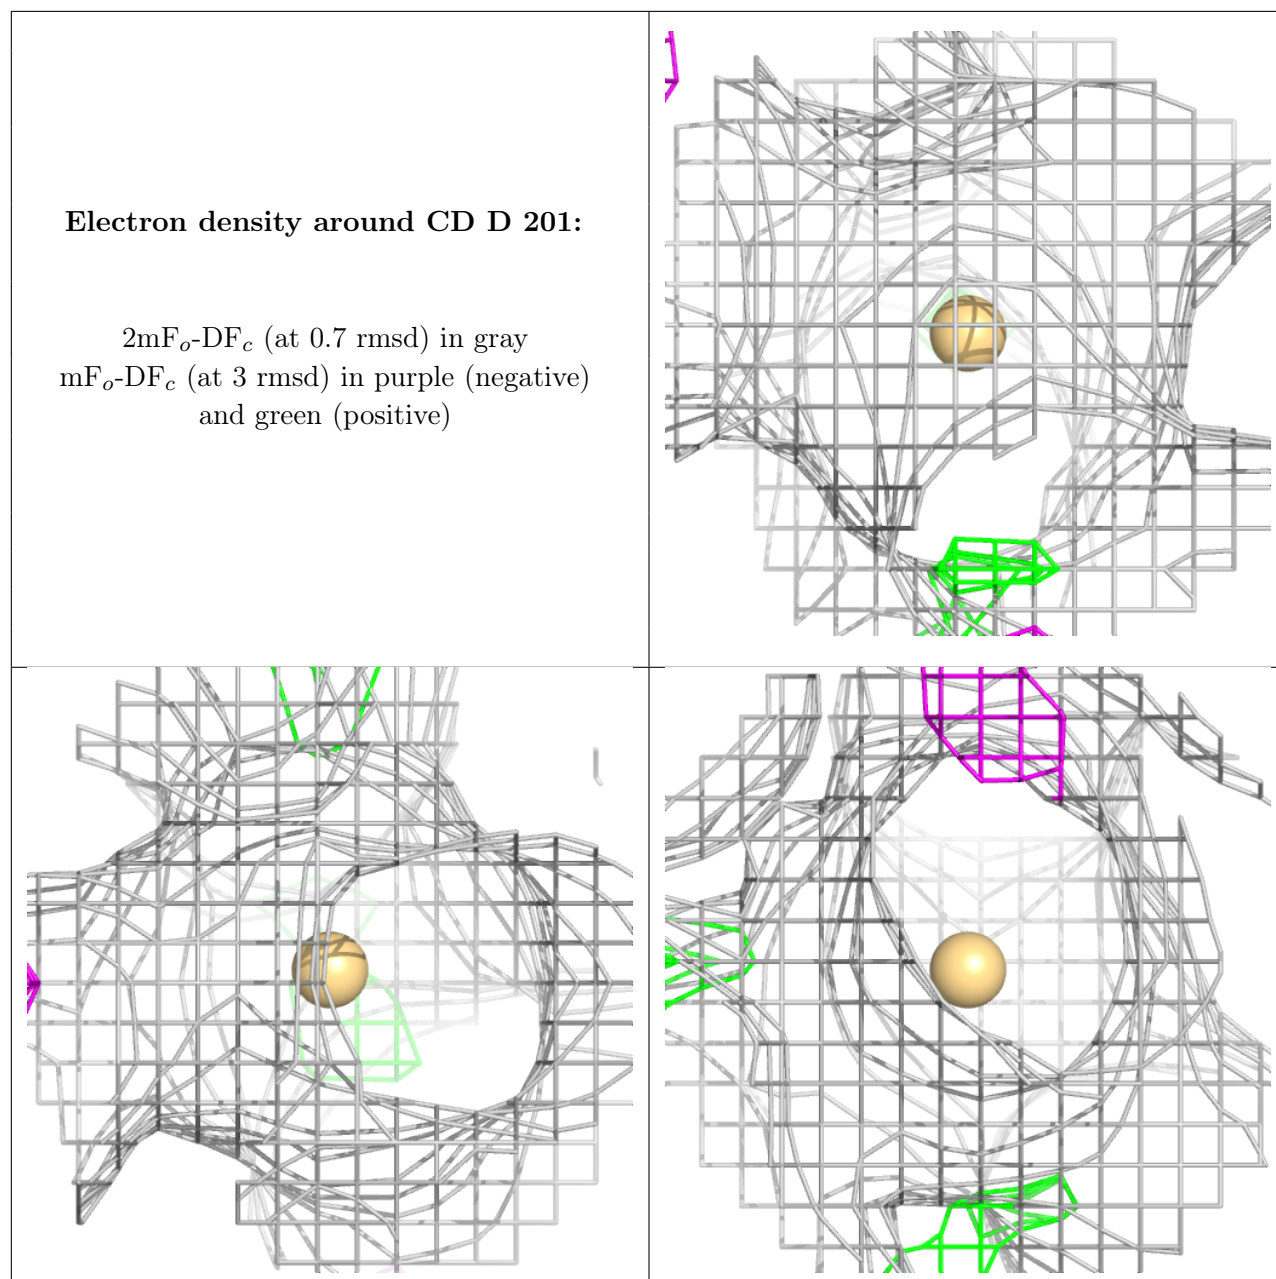 Electron density around CD D 201:
2mFo-DFc (at 0.7 rmsd) in gray
mFo-DFc (at 3 rmsd) in purple (negative)
and green (positive)